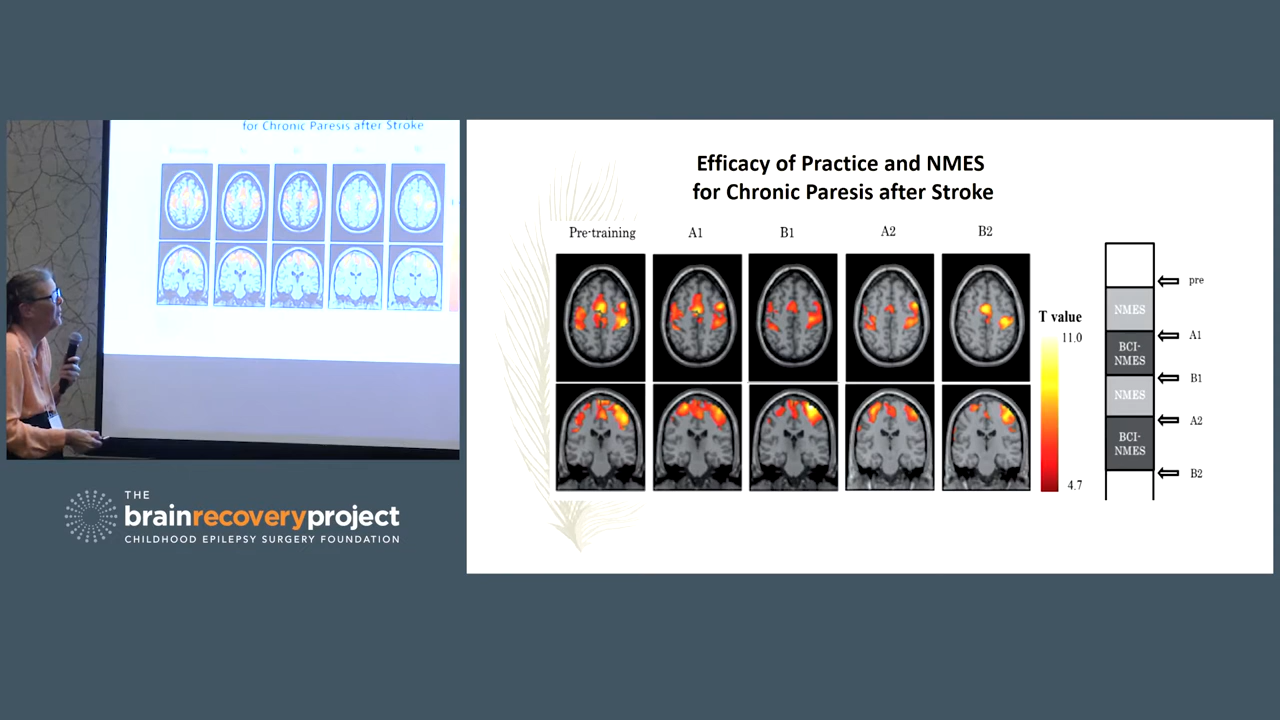 for Chronic Paresis after Stroke
THE
brainrecoveryproject
CHILDHOOD EPILEPSY SURGERY FOUNDATION
Efficacy of Practice and NMES
for Chronic Paresis after Stroke
Pre-training A1 B1 A2 B2
T value
11.0
4.7
pre
NMES
A1
BCI-
NMES
B1
NMES
A2
BCI-
NMES
B2